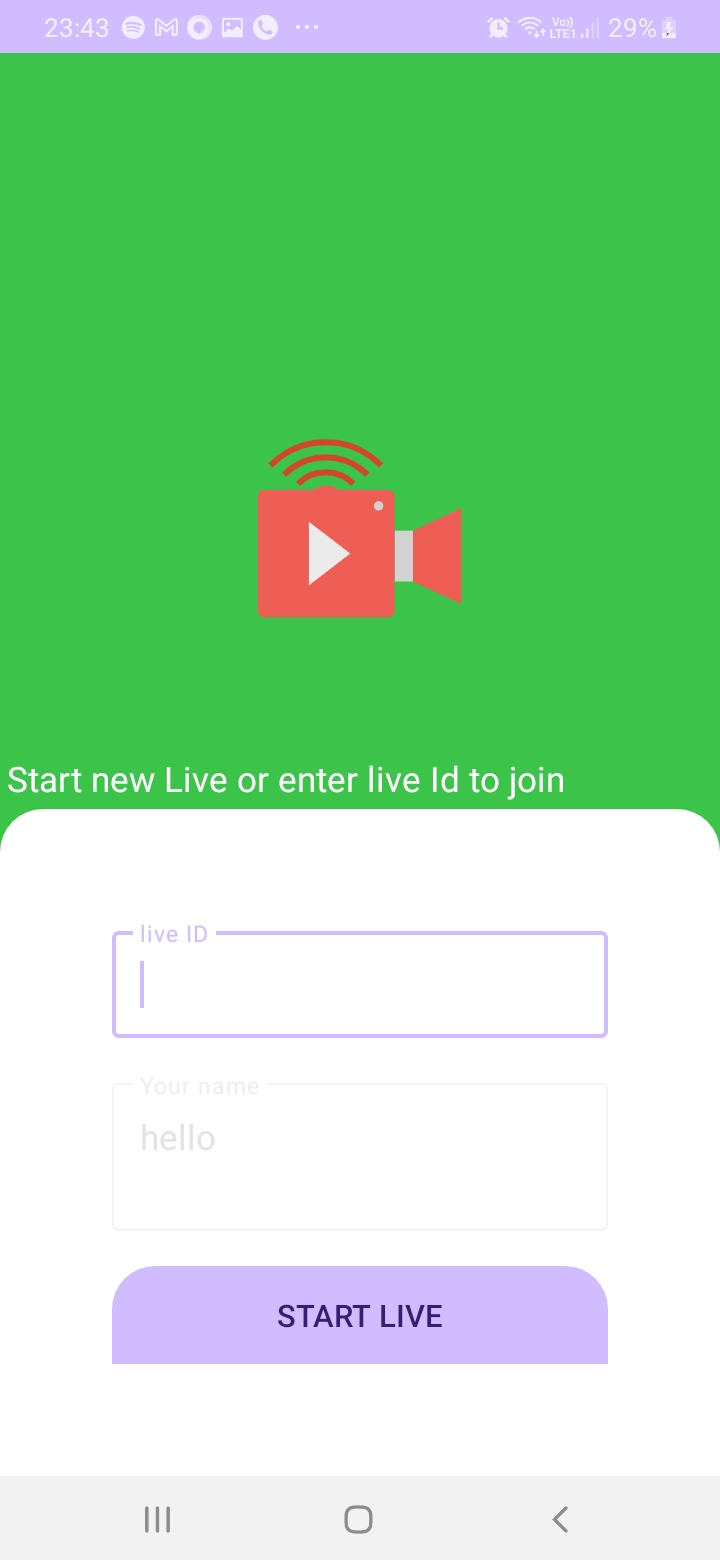 23:43
Vo))
LTE1
29%
Start new Live or enter live Id to join
live ID
Your name
hello
START LIVE